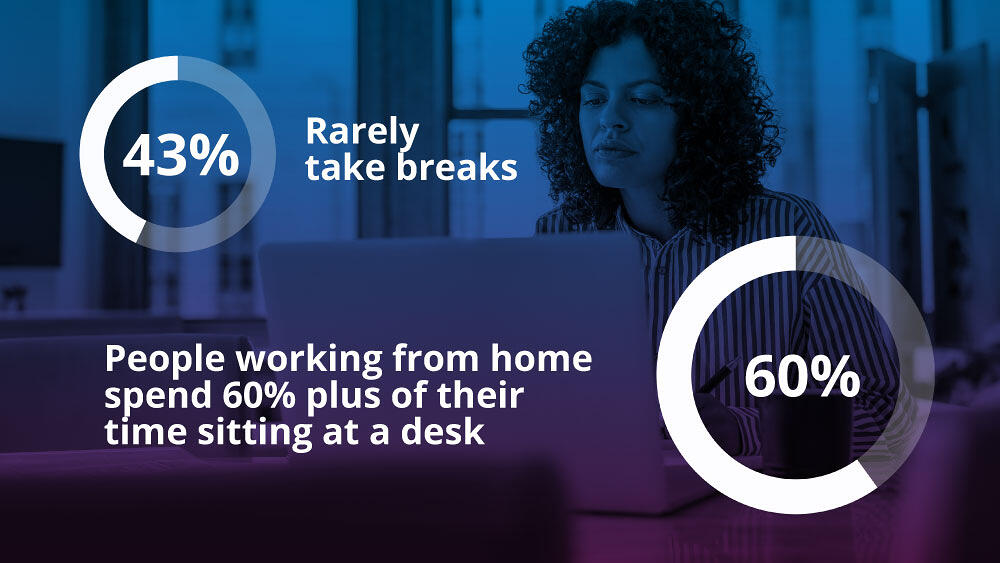 43%
Rarely
take breaks
People working from home
spend 60% plus of their
time sitting at a desk
60%